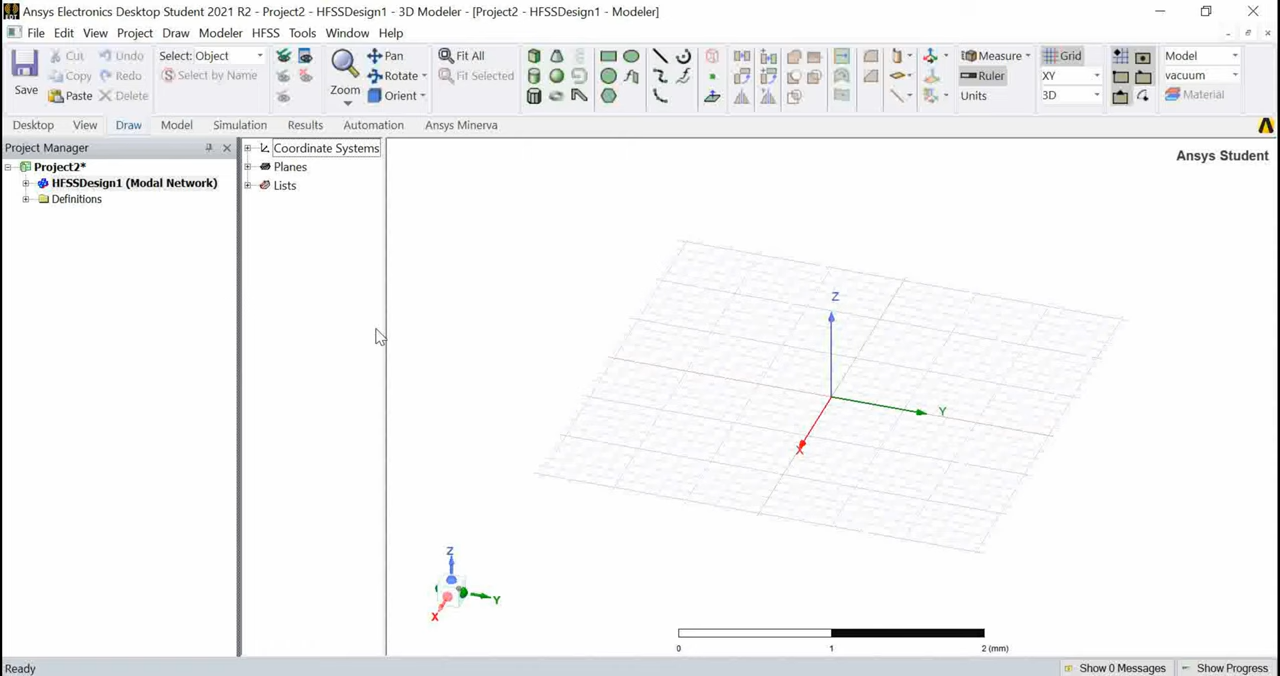 Ansys Electronics Desktop Student 2021 R2 - Project2 - HFSSDesign1 - 3D Modeler - [Project2 - HFSSDesign1 - Modeler]
File Edit View Project Draw Modeler HFSS Tools Window Help
Save
Cut
Copy
Paste
Undo
Redo
Delete
Select: Object
Select by Name
Zoom
Pan
Rotate
Orient
Fit All
Fit Selected
Measure
Ruler
Units
Grid
XY
3D
Model
vacuum
Material
Desktop View Draw Model Simulation Results Automation Ansys Minerva
Project Manager
Project2*
HFSSDesign1 (Modal Network)
Definitions
Coordinate Systems
Planes
Lists
Ansys Student
Z
Y
X
Z
Y
X
0 1 2 (mm)
Ready
Show 0 Messages
Show Progress